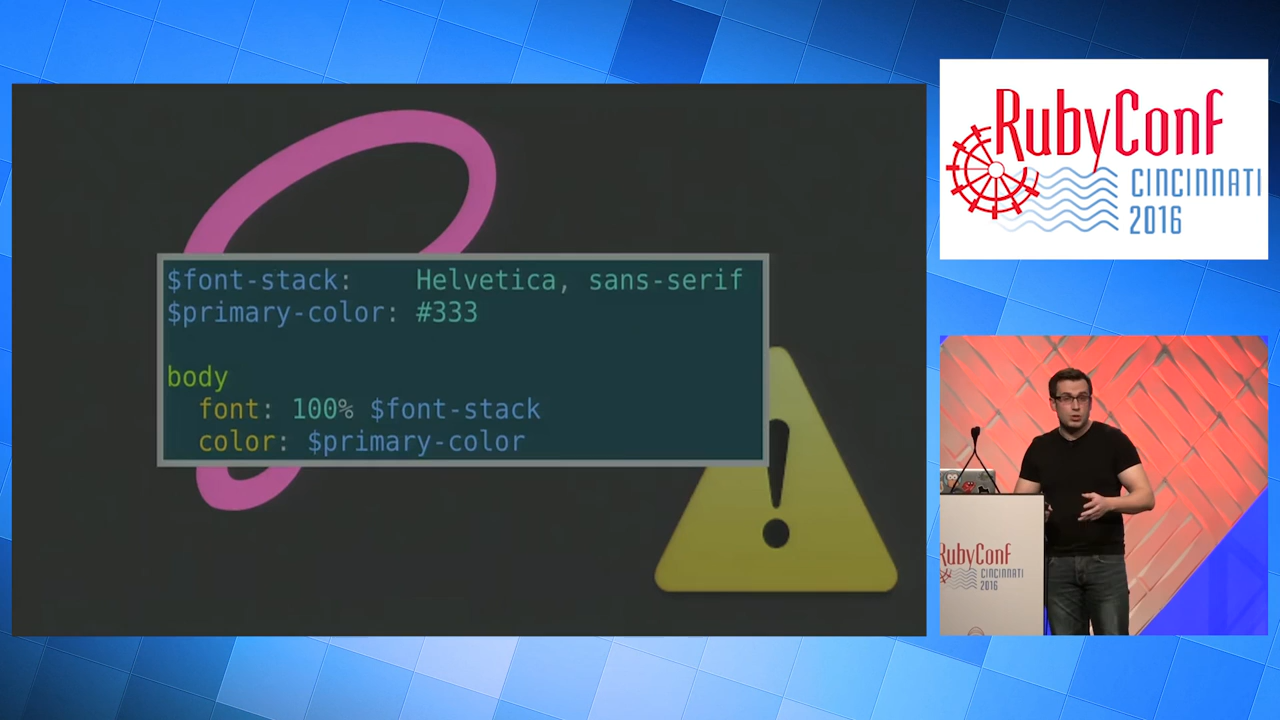 $font-stack: Helvetica, sans-serif
$primary-color: #333
body
font: 100% $font-stack
color: $primary-color
!
RubyConf
CINCINNATI
2016
RubyConf
CINCINNATI
2016